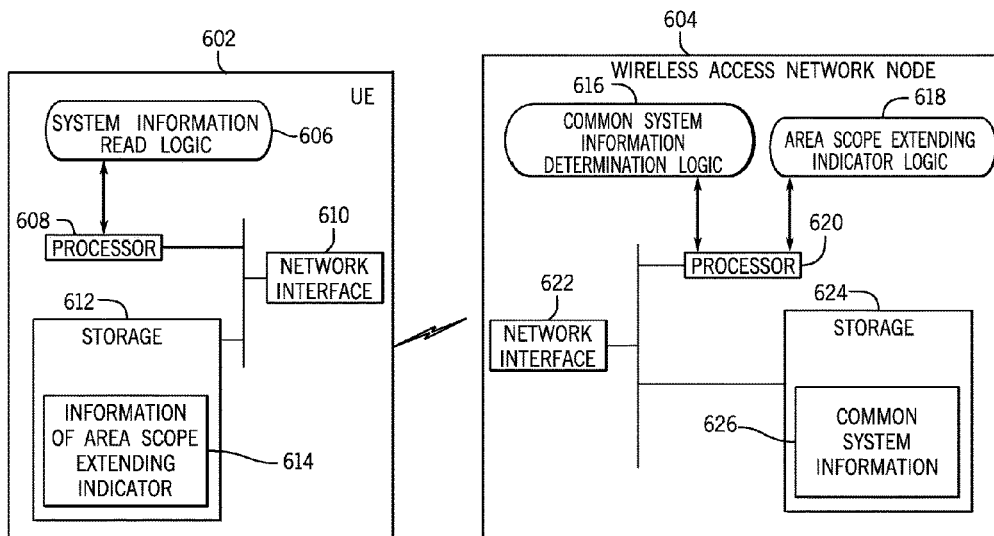 602
UE
SYSTEM INFORMATION
READ LOGIC
606
608
PROCESSOR
610
NETWORK
INTERFACE
612
STORAGE
INFORMATION
OF AREA SCOPE
EXTENDING
INDICATOR
614
604
WIRELESS ACCESS NETWORK NODE
616
COMMON SYSTEM
INFORMATION
DETERMINATION LOGIC
618
AREA SCOPE EXTENDING
INDICATOR LOGIC
PROCESSOR
620
622
NETWORK
INTERFACE
624
STORAGE
626
COMMON
SYSTEM
INFORMATION